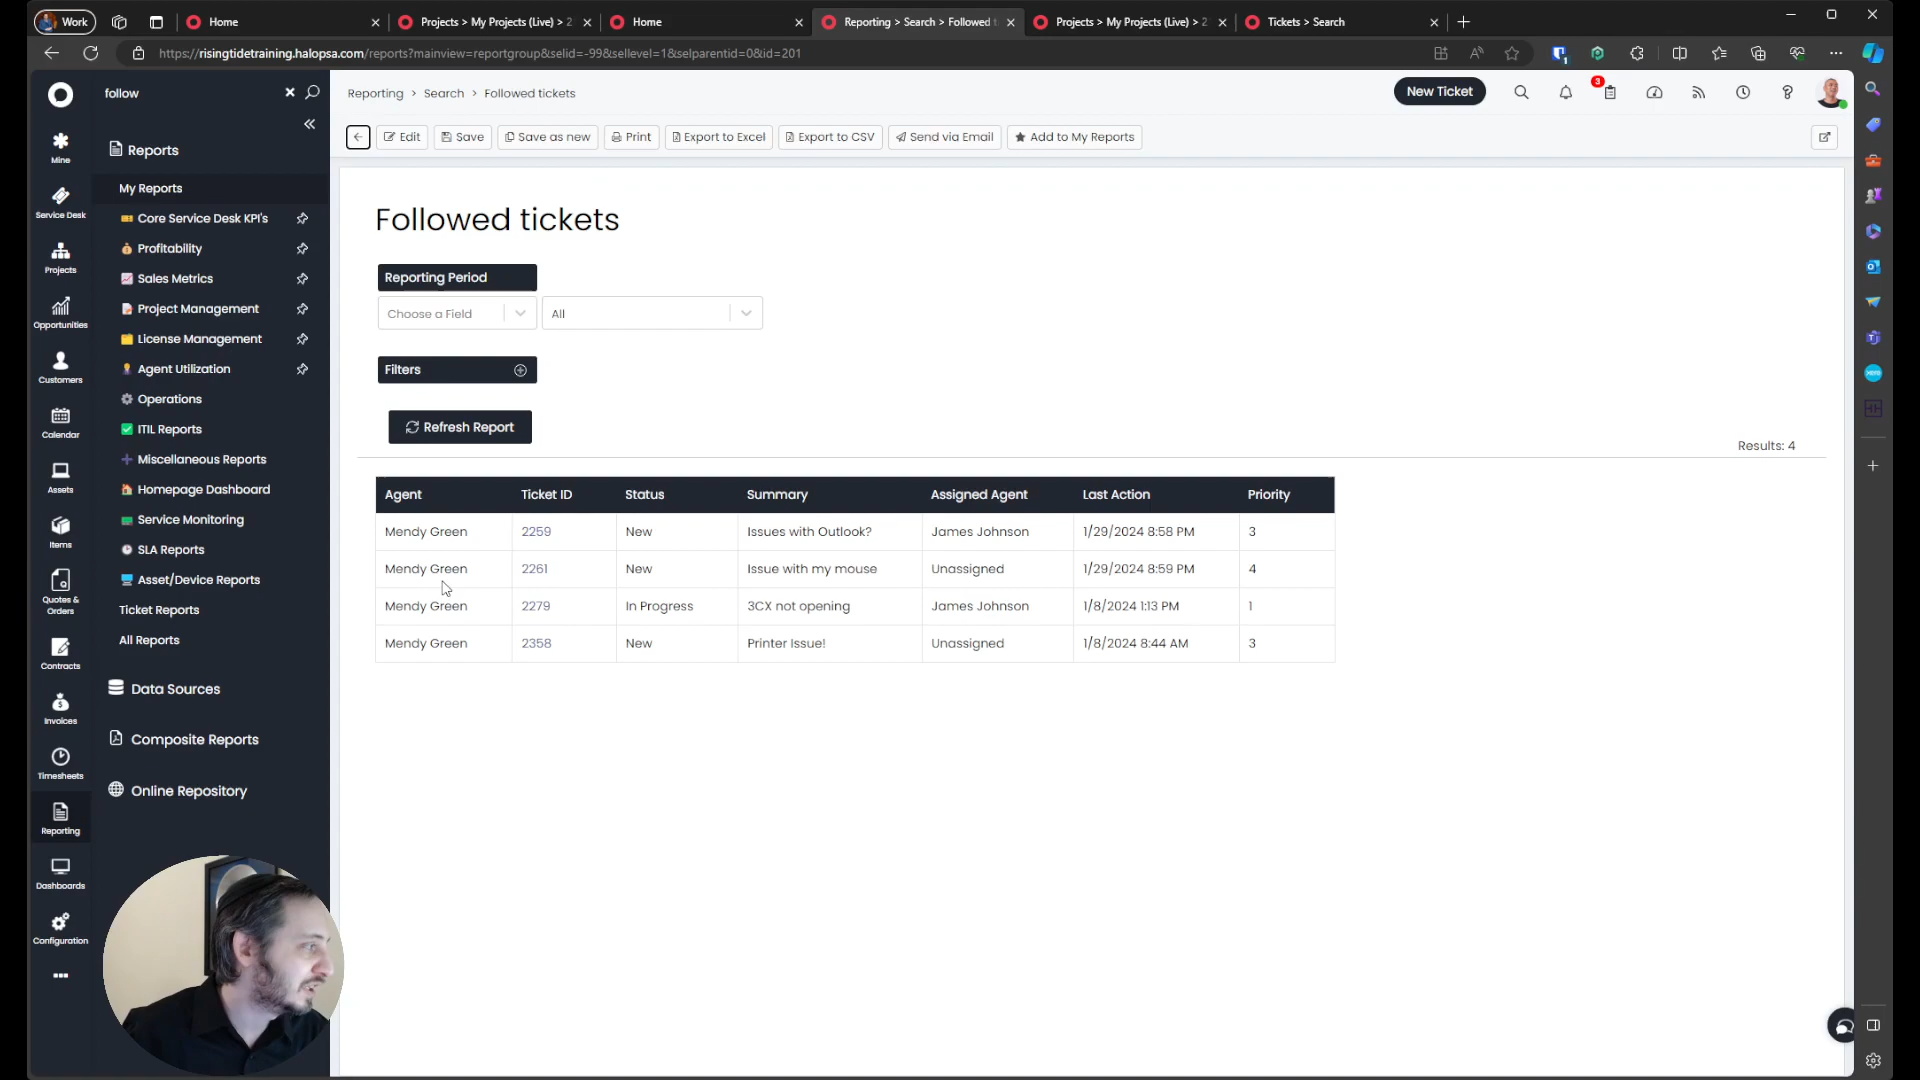 Work
Home
Projects > My Projects (Live) > 2
Home
Reporting > Search > Followed t
Projects > My Projects (Live) > 2
Tickets > Search
https://risingtidetraining.halopsa.com/reports?mainview=reportgroup&selid=-99&sellevel=1&selparentid=0&id=201
follow
Reporting > Search > Followed tickets
New Ticket
3
Edit
Save
Save as new
Print
Export to Excel
Export to CSV
Send via Email
Add to My Reports
Mine
Service Desk
Projects
Opportunities
Customers
Calendar
Assets
Items
Quotes & Orders
Contracts
Invoices
Timesheets
Reporting
Dashboards
Configuration
Reports
My Reports
Core Service Desk KPI's
Profitability
Sales Metrics
Project Management
License Management
Agent Utilization
Operations
ITIL Reports
Miscellaneous Reports
Homepage Dashboard
Service Monitoring
SLA Reports
Asset/Device Reports
Ticket Reports
All Reports
Data Sources
Composite Reports
Online Repository
Followed tickets
Reporting Period
Choose a Field
All
Filters
Refresh Report
Results: 4
Agent Ticket ID Status Summary Assigned Agent Last Action Priority
Mendy Green 2259 New Issues with Outlook? James Johnson 1/29/2024 8:58 PM 3
Mendy Green 2261 New Issue with my mouse Unassigned 1/29/2024 8:59 PM 4
Mendy Green 2279 In Progress 3CX not opening James Johnson 1/8/2024 1:13 PM 1
Mendy Green 2358 New Printer Issue! Unassigned 1/8/2024 8:44 AM 3